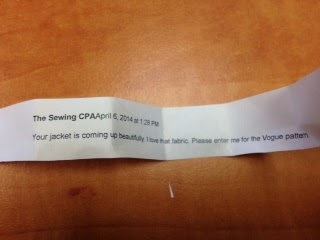 The Sewing CPAApril 6, 2014 at 1:28 PM
Your jacket is coming up beautifully. I love that fabric. Please enter me for the Vogue pattern.